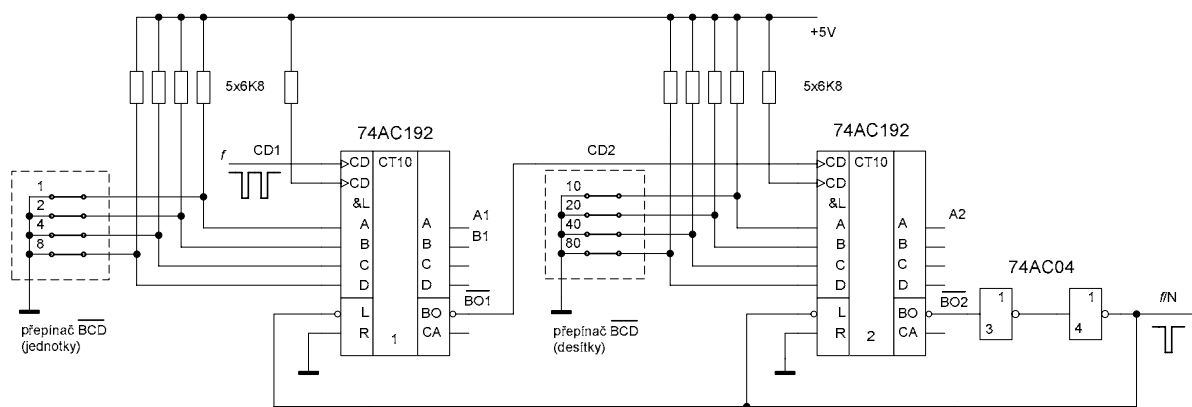 +5V
5x6K8
5x6K8
74AC192
74AC192
f
CD1
CD2
CD
CT10
CD
&L
A
B
C
D
L
R
A
B
C
D
BO
CA
1
A1
B1
BO1
CD
CT10
CD
&L
A
B
C
D
L
R
A
B
C
D
BO
CA
2
A2
BO2
1
2
4
8
přepínač BCD
(jednotky)
10
20
40
80
přepínač BCD
(desítky)
74AC04
1
3
1
4
f/N